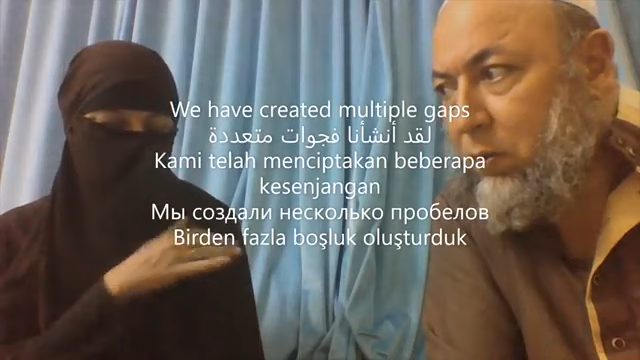 We have created multiple gaps
لقد أنشأنا فجوات متعددة
Kami telah menciptakan beberapa
kesenjangan
Мы создали несколько пробелов
Birden fazla boşluk oluşturduk